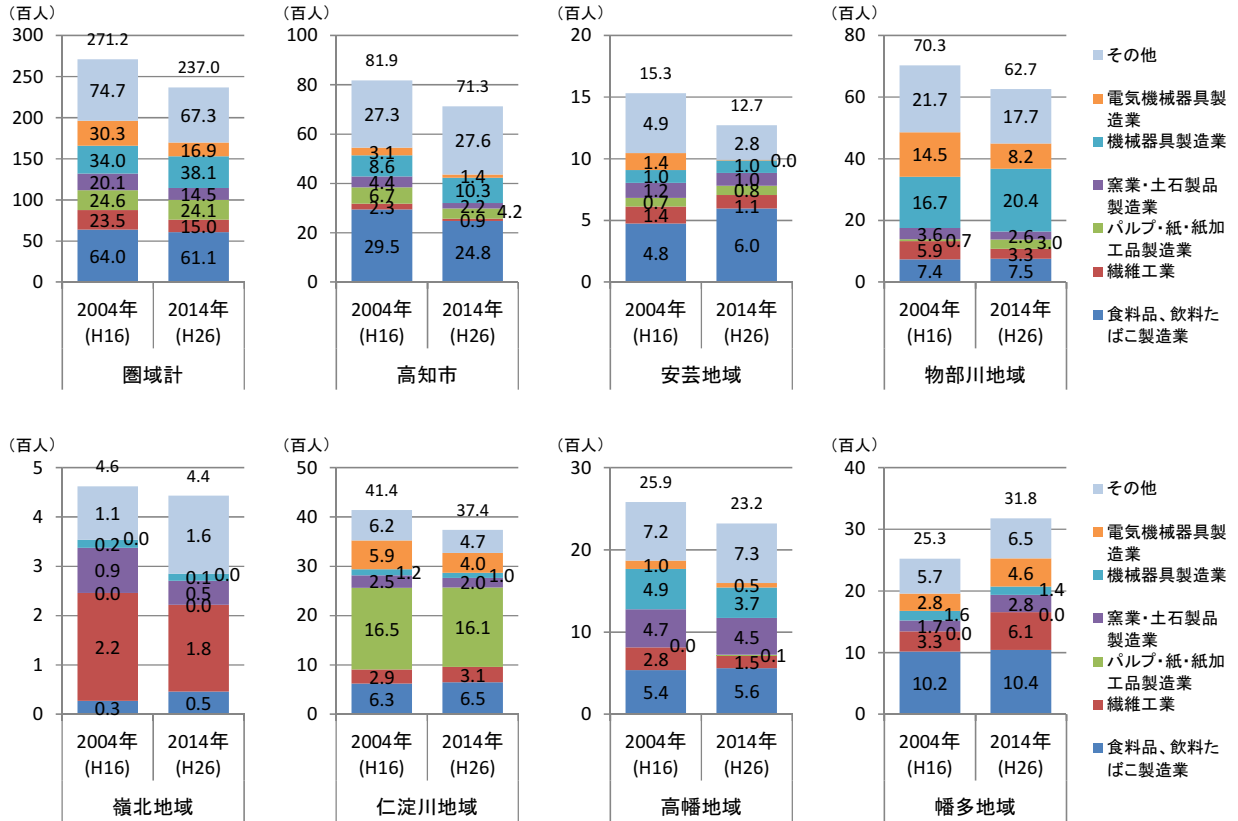 （百人）
300
250
200
150
100
50
0
271.2
74.7
30.3
34.0
20.1
24.6
23.5
64.0
237.0
67.3
16.9
38.1
14.5
24.1
15.0
61.1
2004年
(H16)
2014年
(H26)
圏域計
（百人）
100
80
60
40
20
0
81.9
27.3
3.1
8.6
4.4
6.7
2.3
29.5
71.3
27.6
1.4
10.3
2.2
4.2
0.9
24.8
2004年
(H16)
2014年
(H26)
高知市
（百人）
20
15
10
5
0
15.3
4.9
1.4
1.0
1.2
0.7
1.4
4.8
12.7
2.8
0.0
1.0
1.0
0.8
1.1
6.0
2004年
(H16)
2014年
(H26)
安芸地域
（百人）
80
60
40
20
0
70.3
21.7
14.5
16.7
3.6
0.7
5.9
7.4
62.7
17.7
8.2
20.4
2.6
3.0
3.3
7.5
2004年
(H16)
2014年
(H26)
物部川地域
その他
電気機械器具製
造業
機械器具製造業
窯業・土石製品
製造業
パルプ・紙・紙加
工品製造業
繊維工業
食料品、飲料た
ばこ製造業
（百人）
5
4
3
2
1
0
4.6
1.1
0.0
0.2
0.9
0.0
2.2
0.3
4.4
1.6
0.0
0.1
0.5
0.0
1.8
0.5
2004年
(H16)
2014年
(H26)
嶺北地域
（百人）
50
40
30
20
10
0
41.4
6.2
5.9
1.2
2.5
16.5
2.9
6.3
37.4
4.7
4.0
1.0
2.0
16.1
3.1
6.5
2004年
(H16)
2014年
(H26)
仁淀川地域
（百人）
30
20
10
0
25.9
7.2
1.0
4.9
4.7
0.0
2.8
5.4
23.2
7.3
0.5
3.7
4.5
0.1
1.5
5.6
2004年
(H16)
2014年
(H26)
高幡地域
（百人）
40
30
20
10
0
25.3
5.7
2.8
1.6
1.7
0.0
3.3
10.2
31.8
6.5
4.6
1.4
2.8
0.0
6.1
10.4
2004年
(H16)
2014年
(H26)
幡多地域
その他
電気機械器具製
造業
機械器具製造業
窯業・土石製品
製造業
パルプ・紙・紙加
工品製造業
繊維工業
食料品、飲料た
ばこ製造業